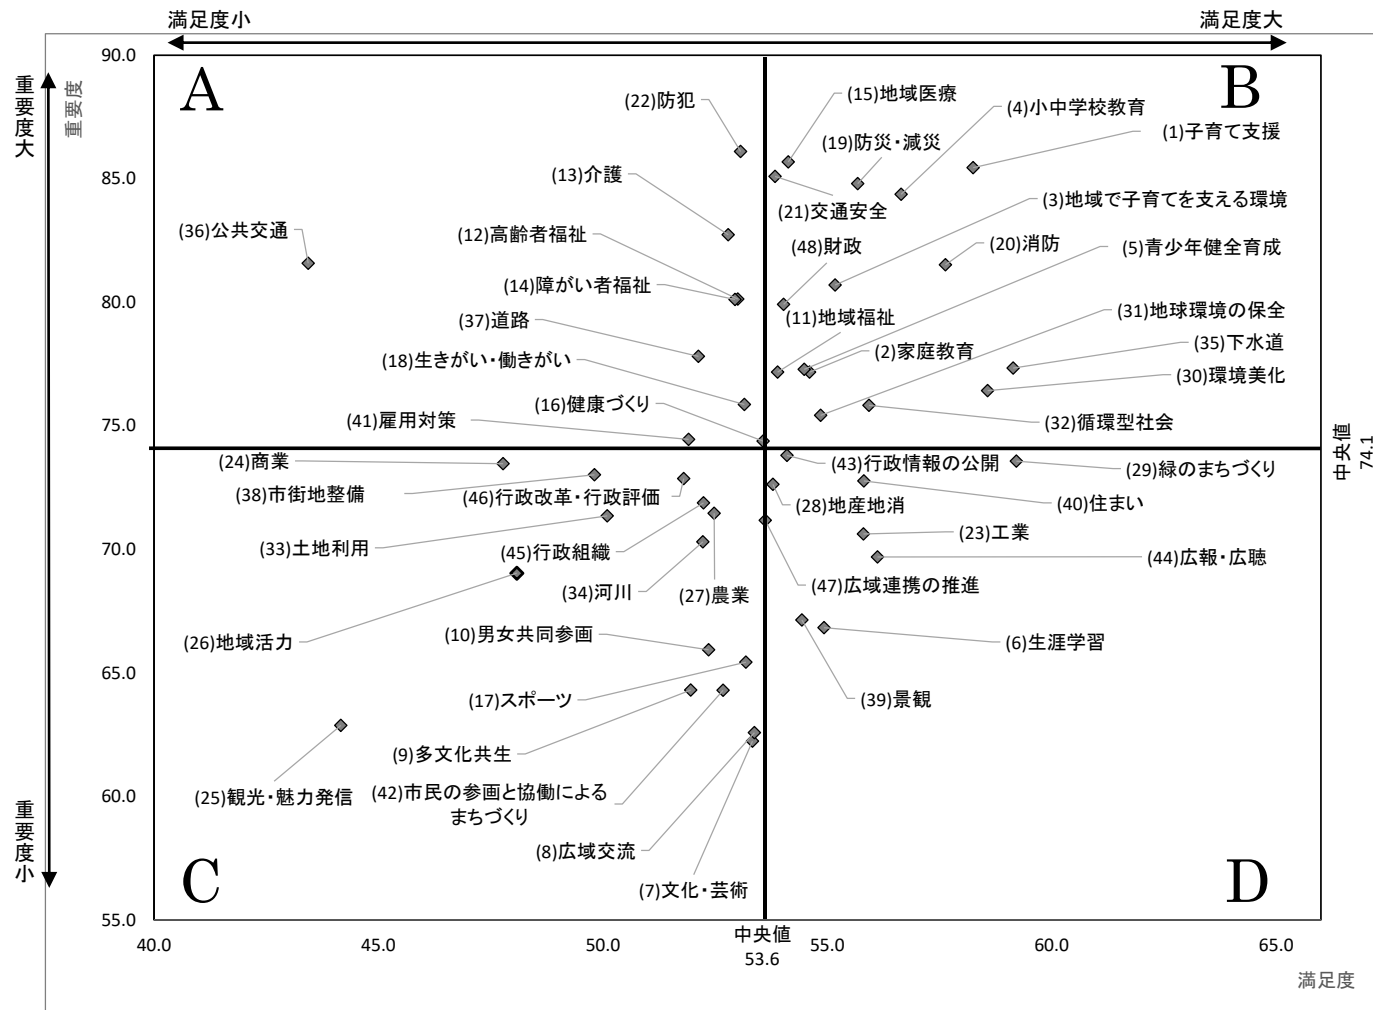 満足度小
満足度大
重要度大
重要度
90.0
85.0
80.0
75.0
70.0
65.0
60.0
55.0
重要度小
A
B
(22)防犯
(15)地域医療
(4)小中学校教育
(1)子育て支援
(19)防災・減災
(13)介護
(21)交通安全
(3)地域で子育てを支える環境
(36)公共交通
(12)高齢者福祉
(48)財政
(20)消防
(5)青少年健全育成
(14)障がい者福祉
(11)地域福祉
(31)地球環境の保全
(37)道路
(2)家庭教育
(35)下水道
(18)生きがい・働きがい
(30)環境美化
(16)健康づくり
(41)雇用対策
(32)循環型社会
中央値
74.1
(24)商業
(43)行政情報の公開
(29)緑のまちづくり
(38)市街地整備
(46)行政改革・行政評価
(28)地産地消
(40)住まい
(33)土地利用
(45)行政組織
(23)工業
(44)広報・広聴
(34)河川
(27)農業
(47)広域連携の推進
(26)地域活力
(10)男女共同参画
(6)生涯学習
(17)スポーツ
(39)景観
(9)多文化共生
(25)観光・魅力発信
(42)市民の参画と協働による
まちづくり
(8)広域交流
(7)文化・芸術
C
D
40.0
45.0
50.0
中央値
53.6
55.0
60.0
65.0
満足度